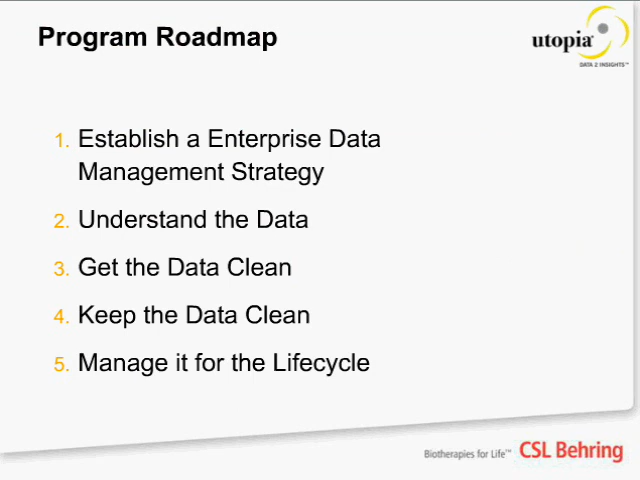 Program Roadmap
utopia
DATA 2 INSIGHTS™
1. Establish a Enterprise Data
Management Strategy
2. Understand the Data
3. Get the Data Clean
4. Keep the Data Clean
5. Manage it for the Lifecycle
Biotherapies for Life™ CSL Behring